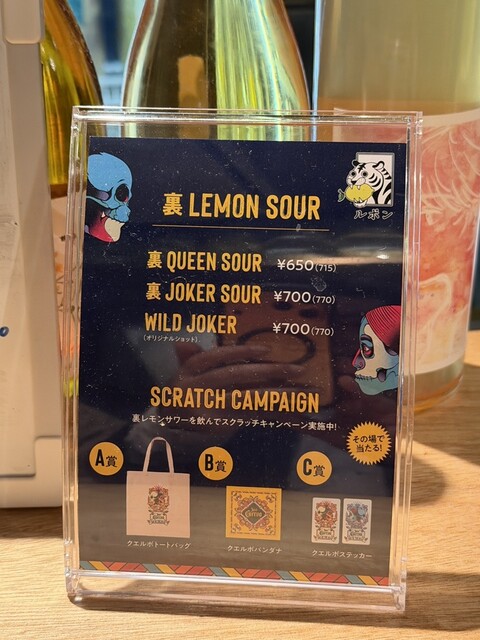 裏 LEMON SOUR
ルボン
裏 QUEEN SOUR ¥650(715)
裏 JOKER SOUR ¥700(770)
WILD JOKER ¥700(770)
(オリジナルショット)
SCRATCH CAMPAIGN
裏レモンサワーを飲んでスクラッチキャンペーン実施中!
その場で
当たる!
A賞
B賞
C賞
クエルボトートバッグ
クエルボバンダナ
クエルボステッカー